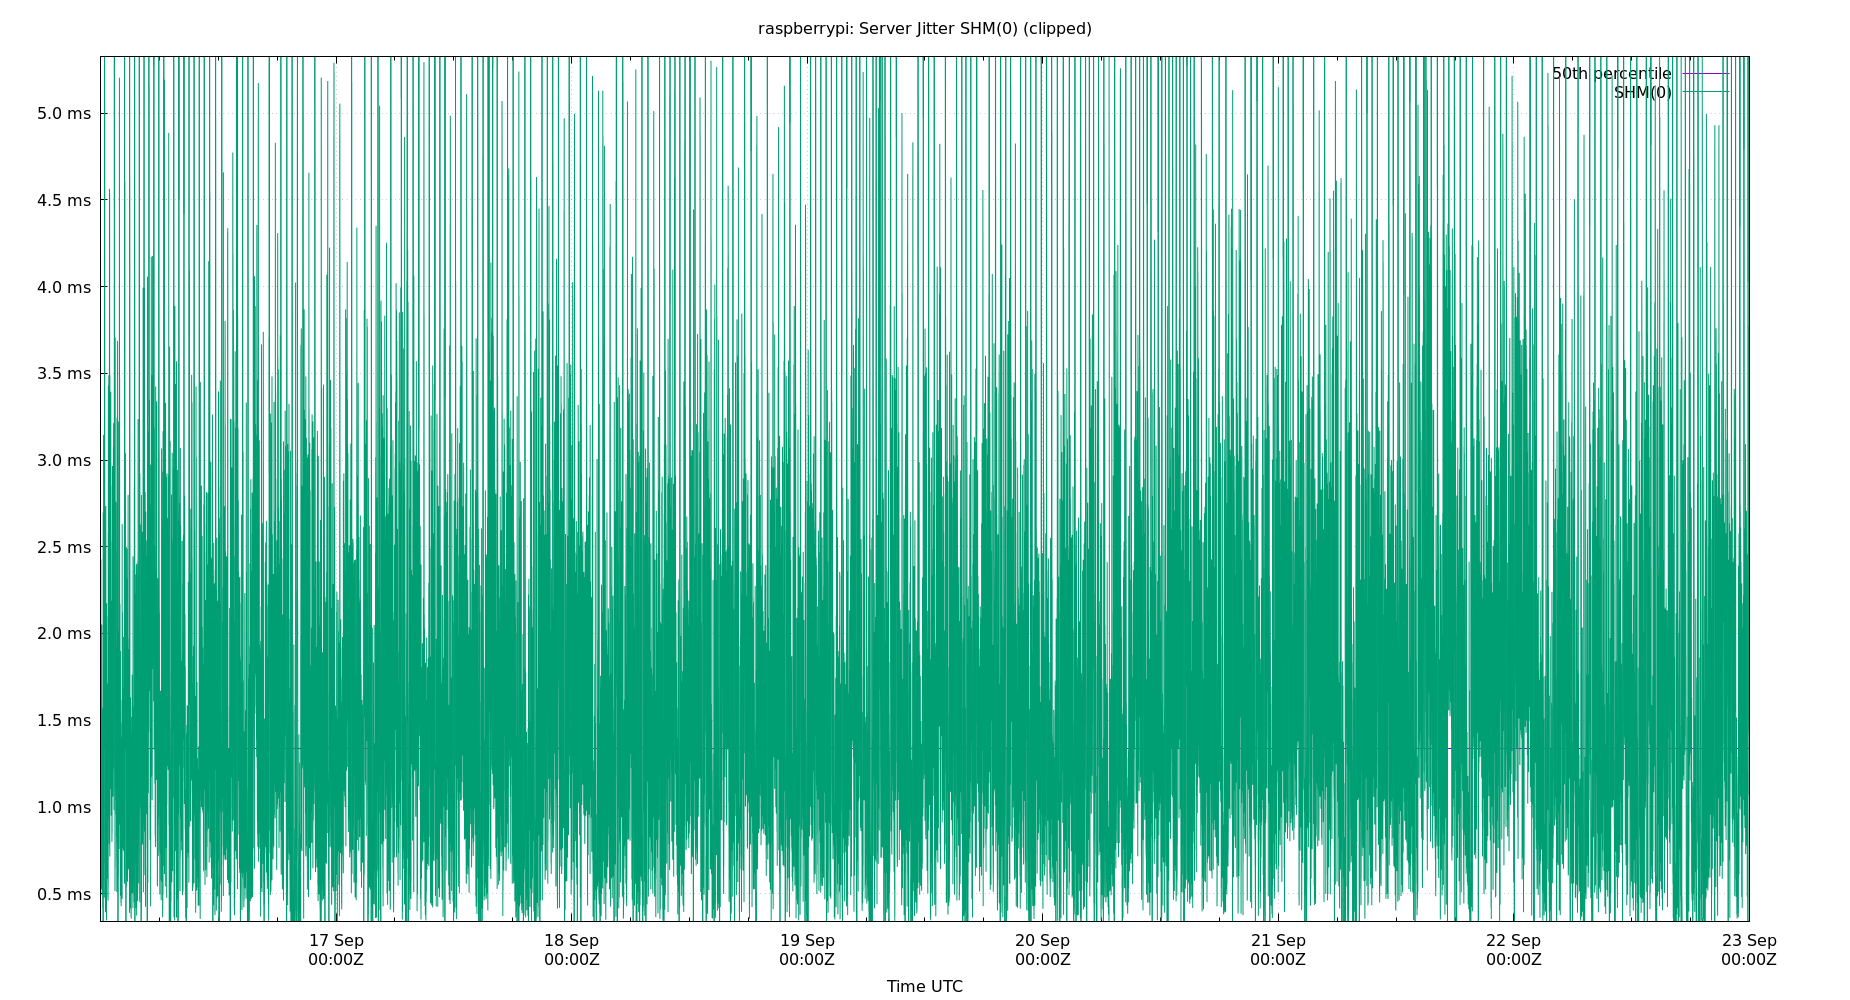 raspberrypi: Server Jitter SHM(0) (clipped)
50th percentile
SHM(0)
5.0 ms
4.5 ms
4.0 ms
3.5 ms
3.0 ms
2.5 ms
2.0 ms
1.5 ms
1.0 ms
0.5 ms
17 Sep 18 Sep 19 Sep 20 Sep 21 Sep 22 Sep 23 Sep
00:00Z 00:00Z 00:00Z 00:00Z 00:00Z 00:00Z 00:00Z
Time UTC